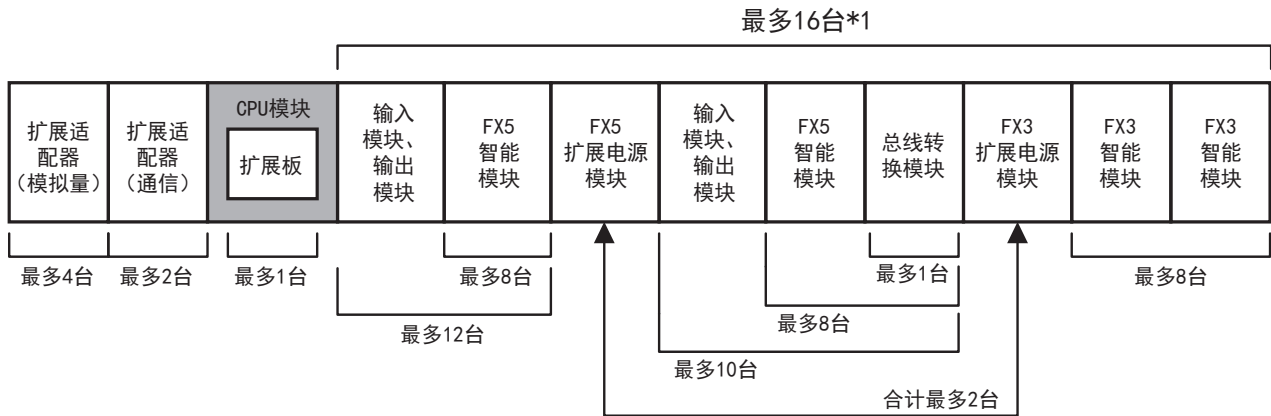 最多16台*1
扩展适
配器
（模拟量）
扩展适
配器
（通信）
CPU模块
扩展板
输入
模块、
输出
模块
FX5
智能
模块
FX5
扩展电源
模块
输入
模块、
输出
模块
FX5
智能
模块
总线转
换模块
FX3
扩展电源
模块
FX3
智能
模块
FX3
智能
模块
最多4台
最多2台
最多1台
最多8台
最多1台
最多8台
最多12台
最多8台
最多10台
合计最多2台